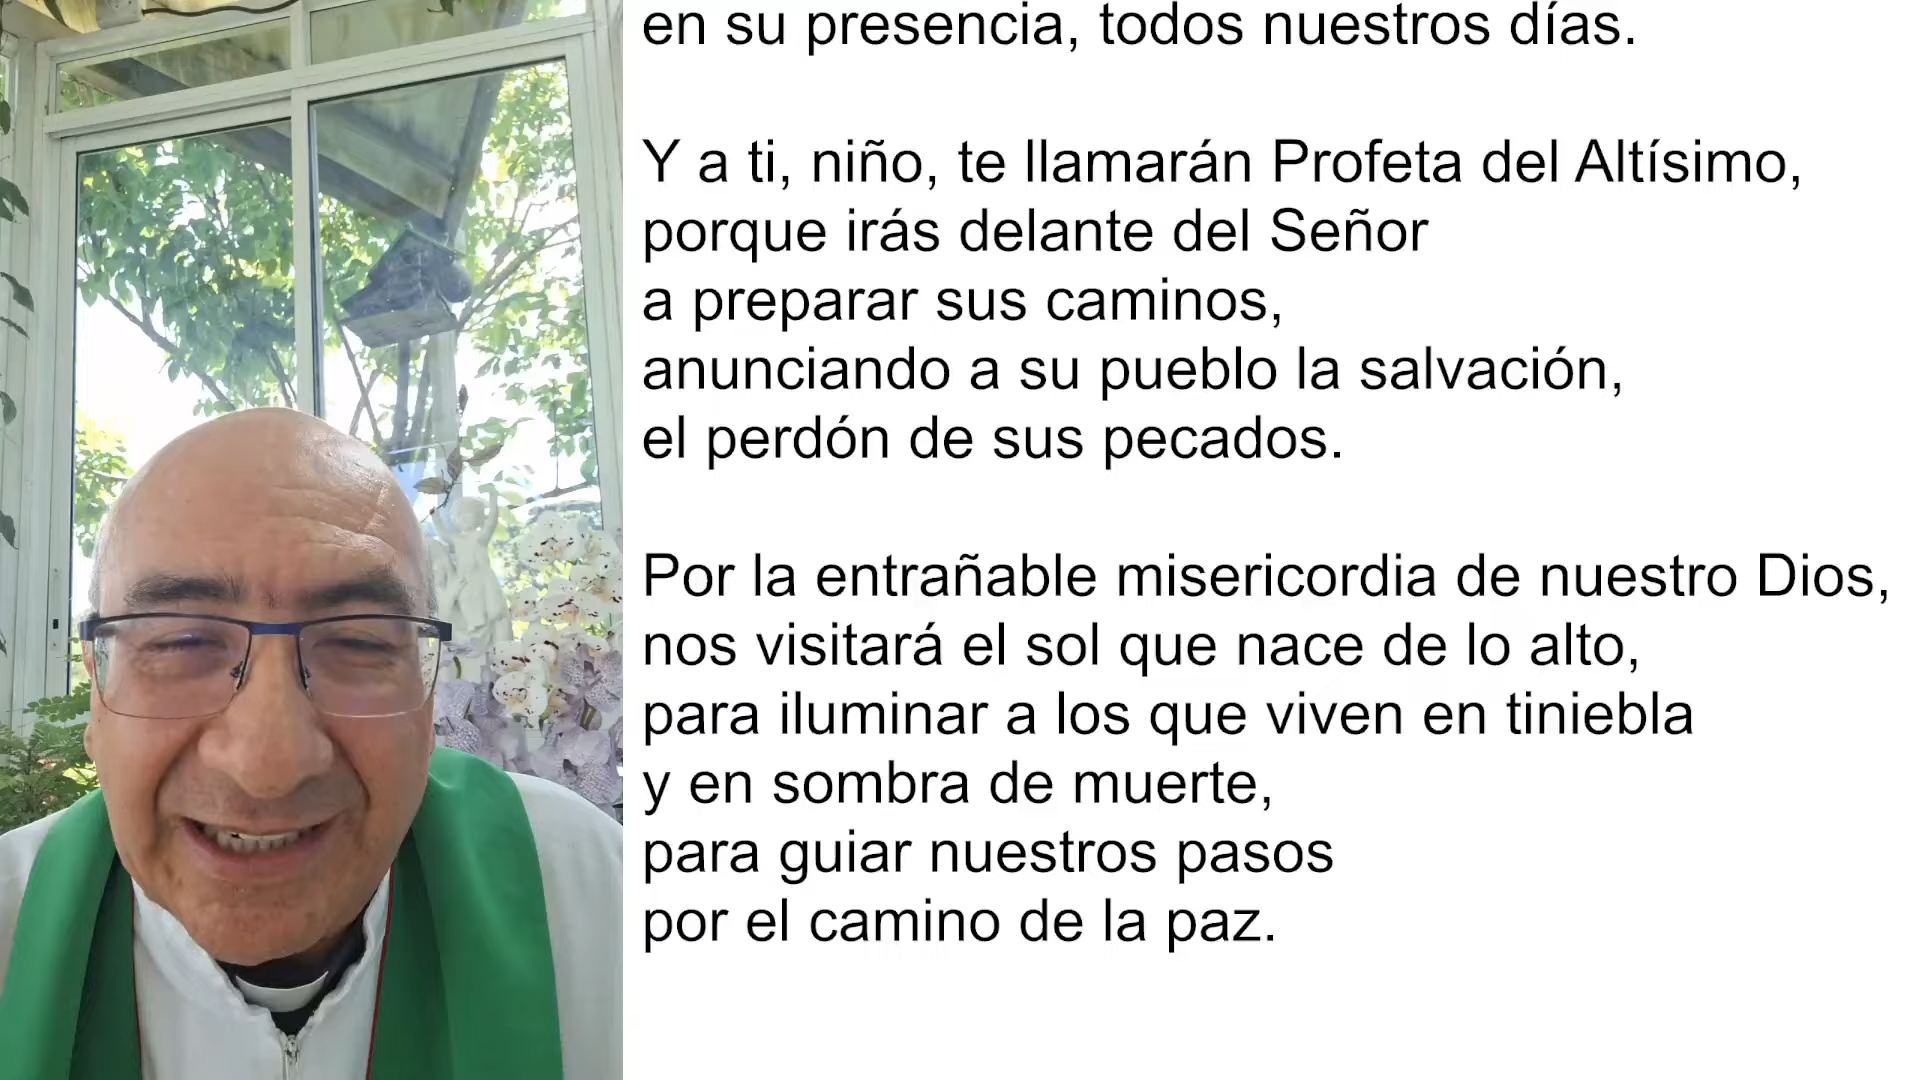 en su presencia, todos nuestros días.
Y a ti, niño, te llamarán Profeta del Altísimo,
porque irás delante del Señor
a preparar sus caminos,
anunciando a su pueblo la salvación,
el perdón de sus pecados.
Por la entrañable misericordia de nuestro Dios,
nos visitará el sol que nace de lo alto,
para iluminar a los que viven en tiniebla
y en sombra de muerte,
para guiar nuestros pasos
por el camino de la paz.